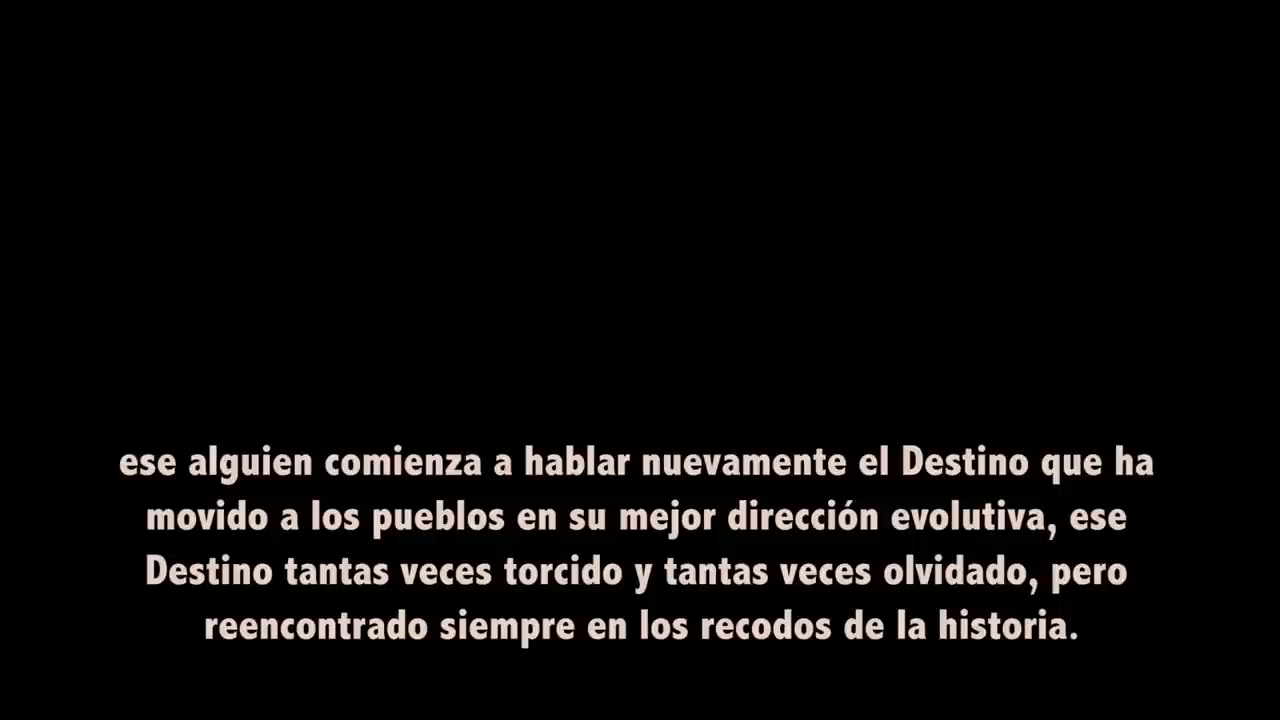 ese alguien comienza a hablar nuevamente el Destino que ha
movido a los pueblos en su mejor dirección evolutiva, ese
Destino tantas veces torcido y tantas veces olvidado, pero
reencontrado siempre en los recodos de la historia.